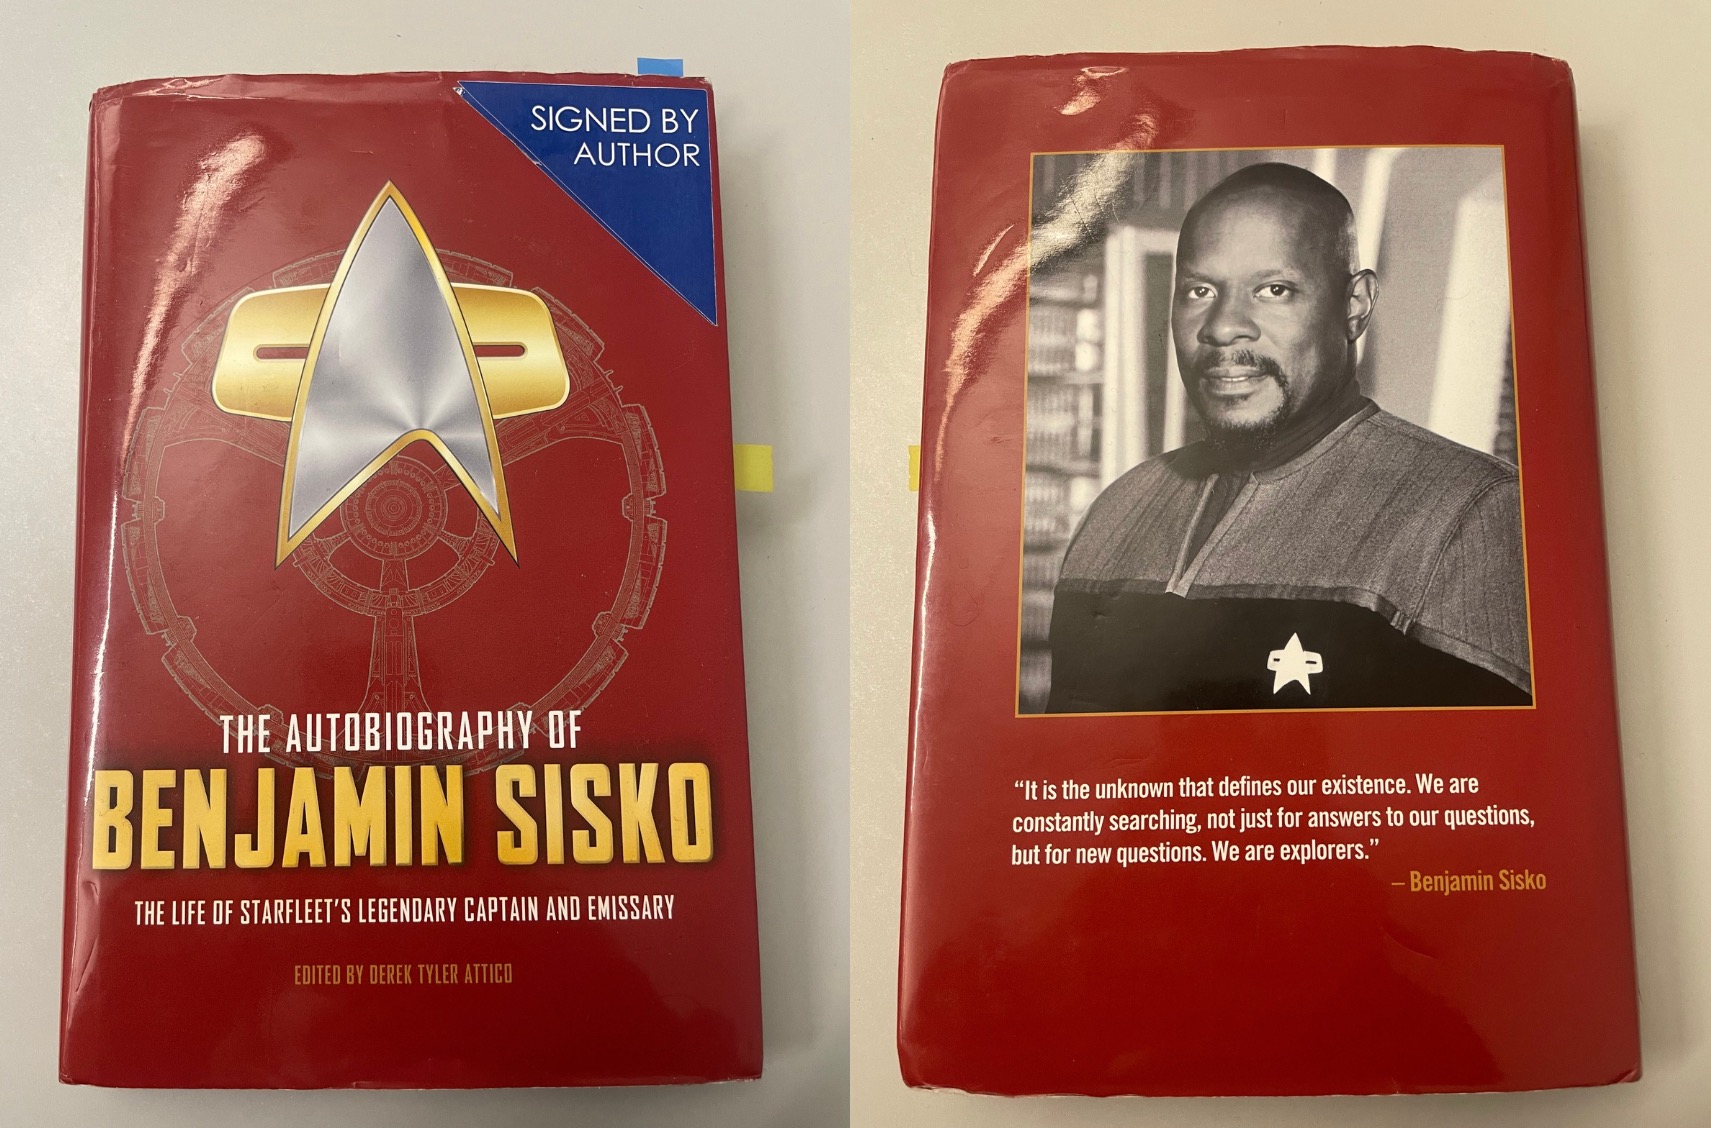 SIGNED BY
AUTHOR
THE AUTOBIOGRAPHY OF
BENJAMIN SISKO
THE LIFE OF STARFLEET'S LEGENDARY CAPTAIN AND EMISSARY
EDITED BY DEREK TYLER ATTICO
“It is the unknown that defines our existence. We are
constantly searching, not just for answers to our questions,
but for new questions. We are explorers.”
– Benjamin Sisko